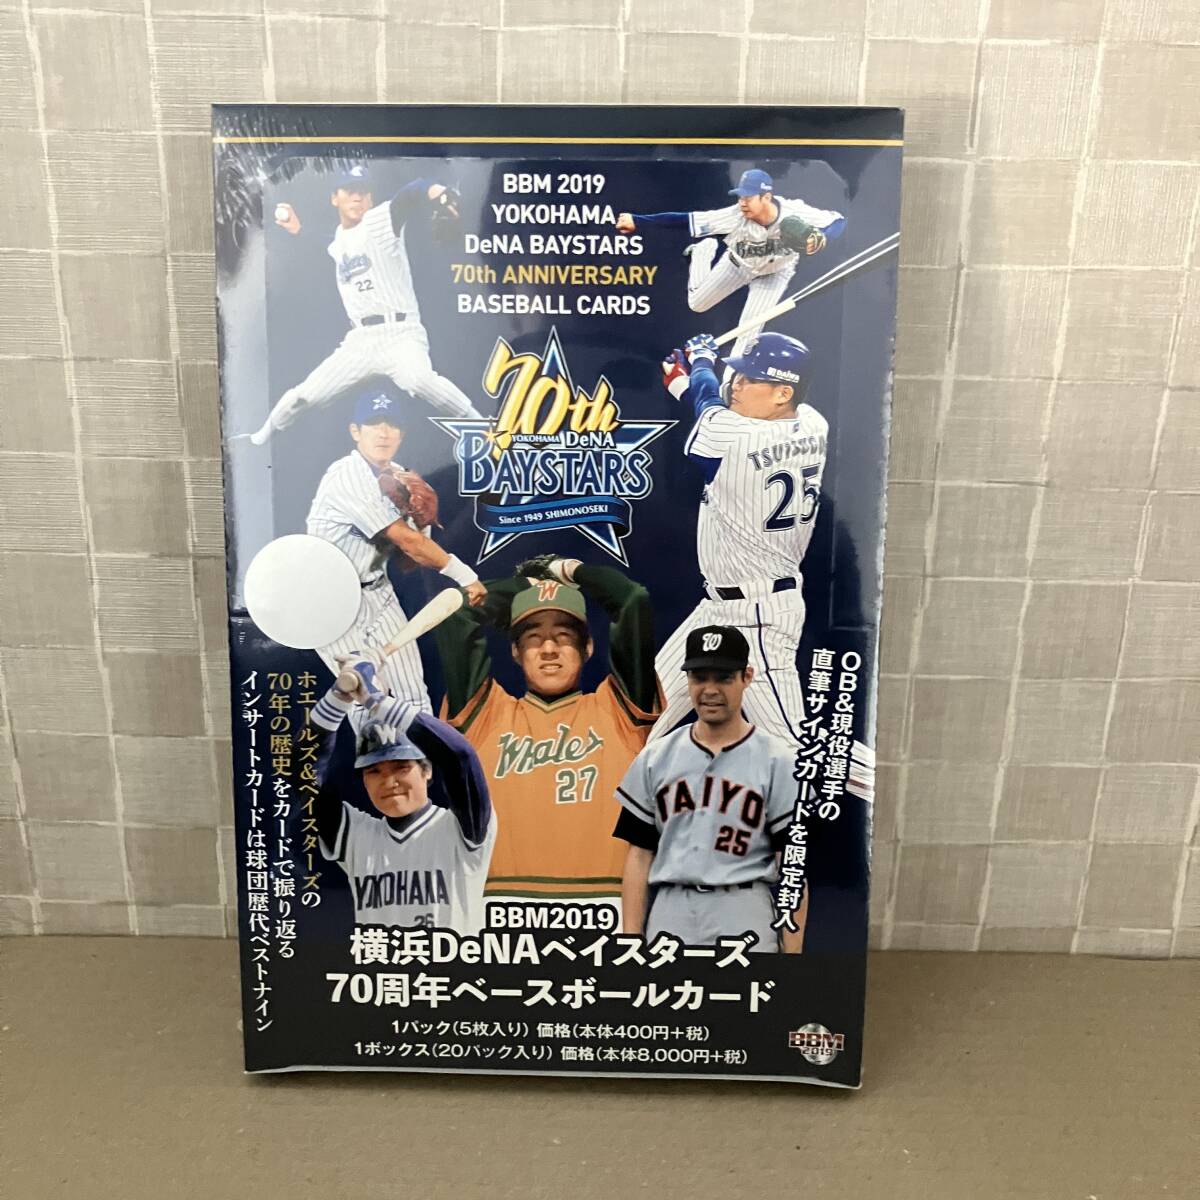 BBM 2019
YOKOHAMA
DeNA BAYSTARS
70th ANNIVERSARY
BASEBALL CARDS
22
DAIWA
25
70th
YOKOHAMA DeNA
BAYSTARS
Since 1949 SHIMONOSEKI
W
W
W
Whales
27
TAIYO
25
YOKOHAMA
26
OB&現役選手の
直筆サインカードを限定封入
ホエールズ&ベイスターズの
70年の歴史をカードで振り返る
インサートカードは球団歴代ベストナイン
BBM2019
横浜DeNAベイスターズ
70周年ベースボールカード
1パック(5枚入り) 価格(本体400円+税)
1ボックス(20パック入り) 価格(本体8,000円+税)
BBM
2019